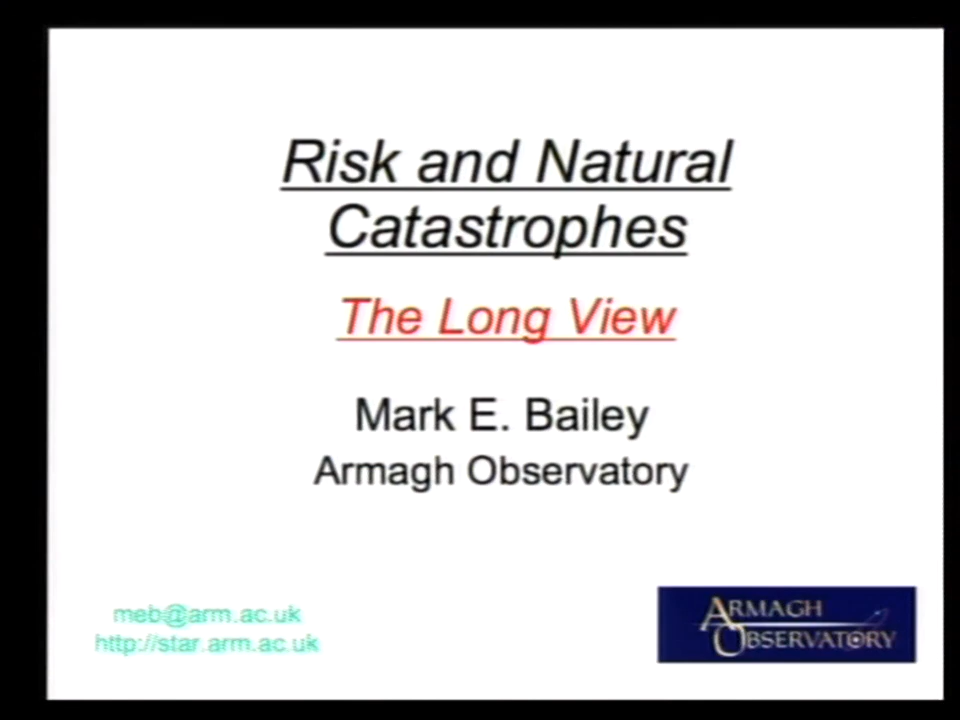 Risk and Natural
Catastrophes
The Long View
Mark E. Bailey
Armagh Observatory
meb@arm.ac.uk
http://star.arm.ac.uk
ARMAGH
OBSERVATORY